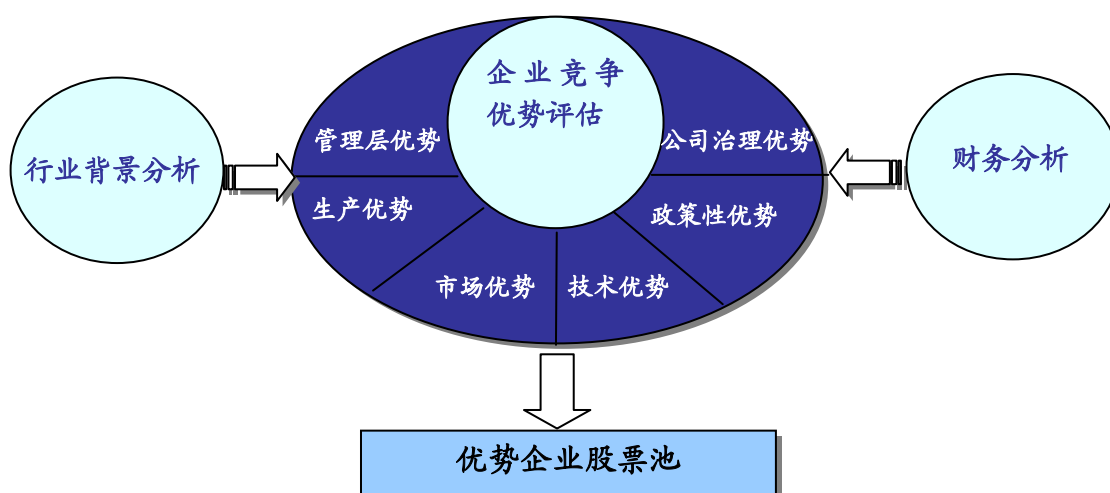 企业竞争
优势评估
管理层优势
公司治理优势
行业背景分析
财务分析
生产优势
政策性优势
市场优势
技术优势
优势企业股票池